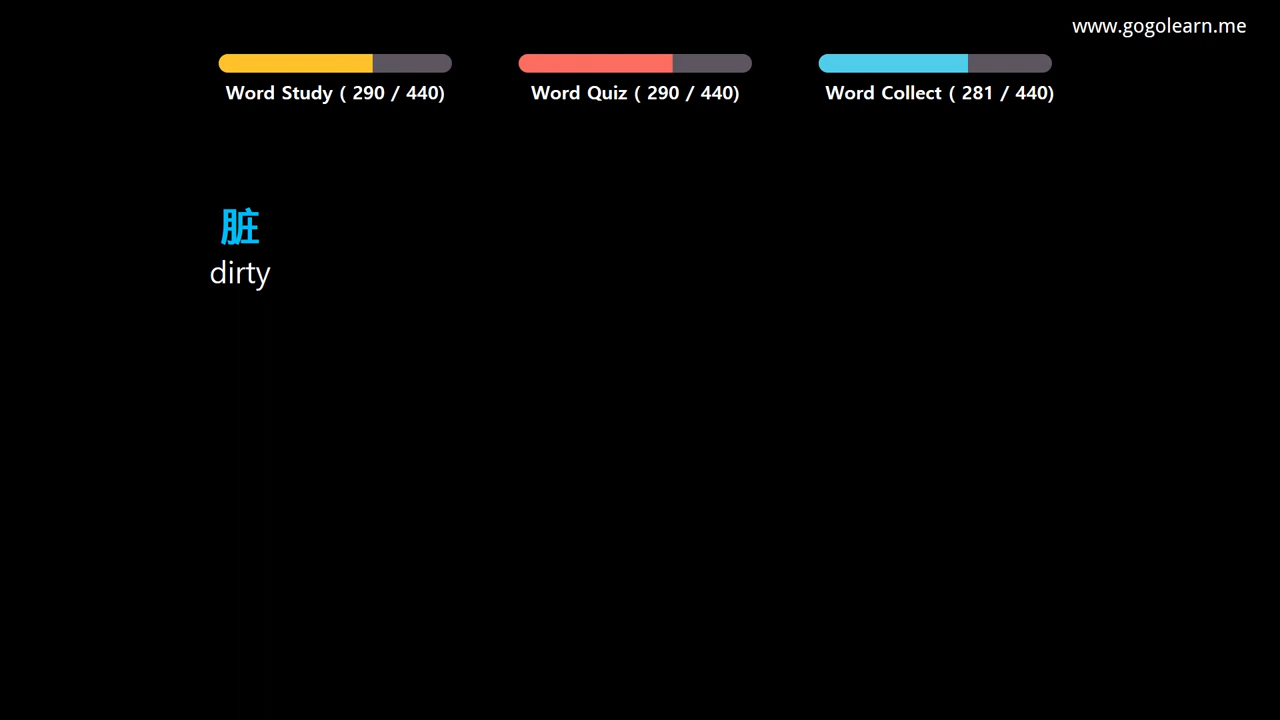 www.gogolearn.me
Word Study ( 290 / 440)
Word Quiz ( 290 / 440)
Word Collect ( 281 / 440)
脏
dirty